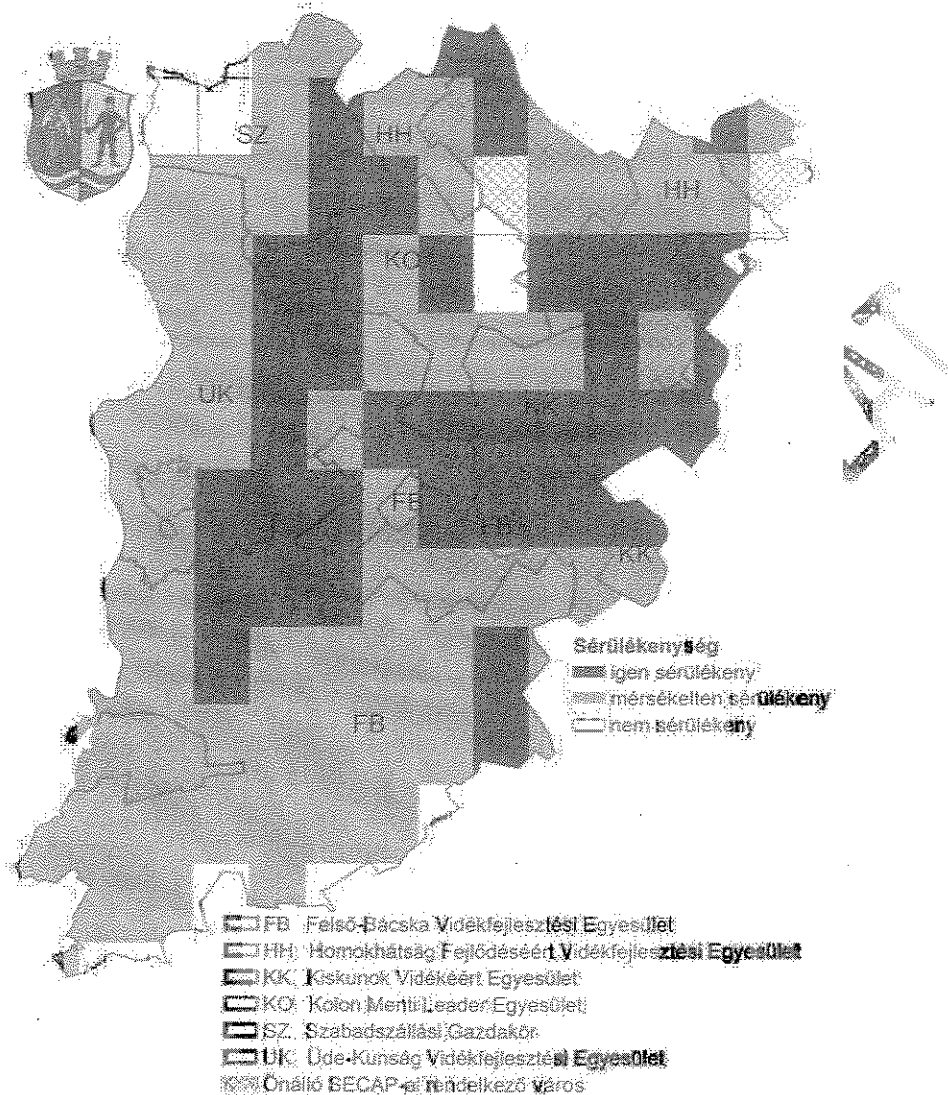 SZ
HH
HH
KO
KK
UK
FB
KK
FB
Sérülékenység
igen sérülékeny
mérsékelten sérülékeny
nem sérülékeny
FB Felső-Bácska Vidékfejlesztési Egyesület
HH Homokhátság Fejlődéséért Vidékfejlesztési Egyesület
KK Kiskunok Vidékéért Egyesület
KO Kolon Menti Leader Egyesület
SZ Szabadszállási Gazdakör
UK Üde-Kunság Vidékfejlesztési Egyesület
Önálló SECAP-al rendelkező város